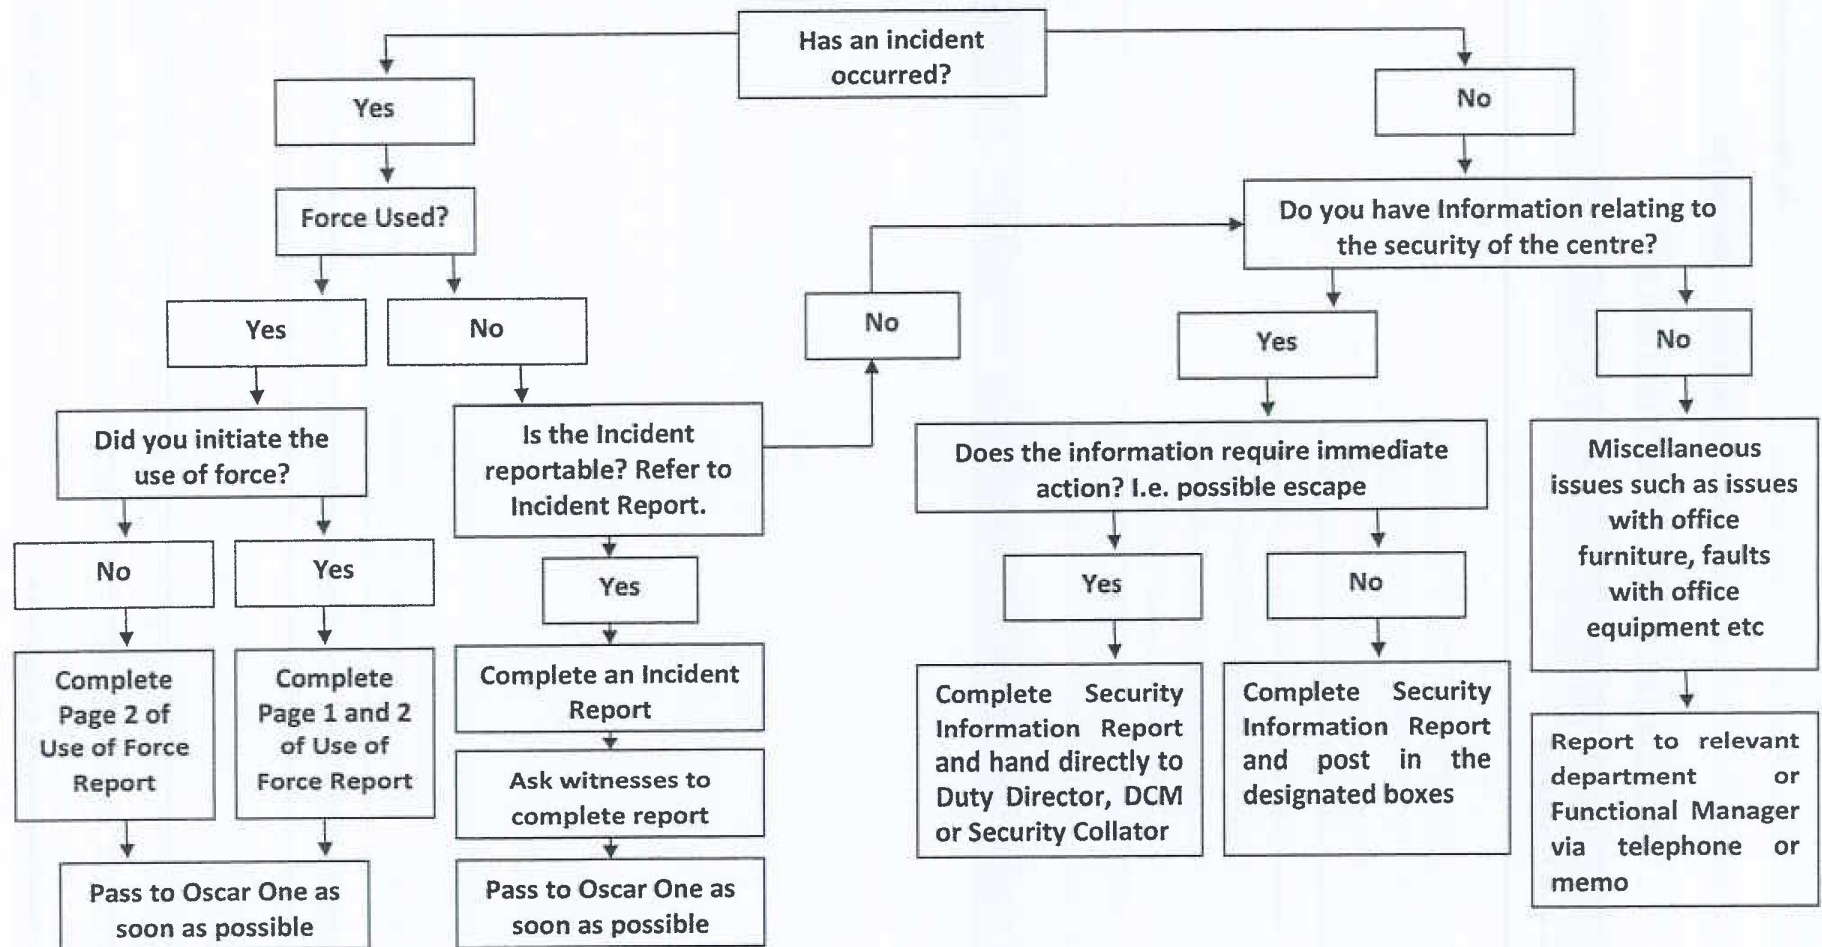 Has an incident
occurred?
Yes
No
Force Used?
Do you have Information relating to
the security of the centre?
Yes
No
No
Yes
No
Did you initiate the
use of force?
Is the Incident
reportable? Refer to
Incident Report.
Does the information require immediate
action? I.e. possible escape
Miscellaneous
issues such as issues
with office
furniture, faults
with office
equipment etc
No
Yes
Yes
Yes
No
Complete
Page 2 of
Use of Force
Report
Complete
Page 1 and 2
of Use of
Force Report
Complete an Incident
Report
Ask witnesses to
complete report
Complete Security
Information Report
and hand directly to
Duty Director, DCM
or Security Collator
Complete Security
Information Report
and post in the
designated boxes
Report to relevant
department or
Functional Manager
via telephone or
memo
Pass to Oscar One as
soon as possible
Pass to Oscar One as
soon as possible